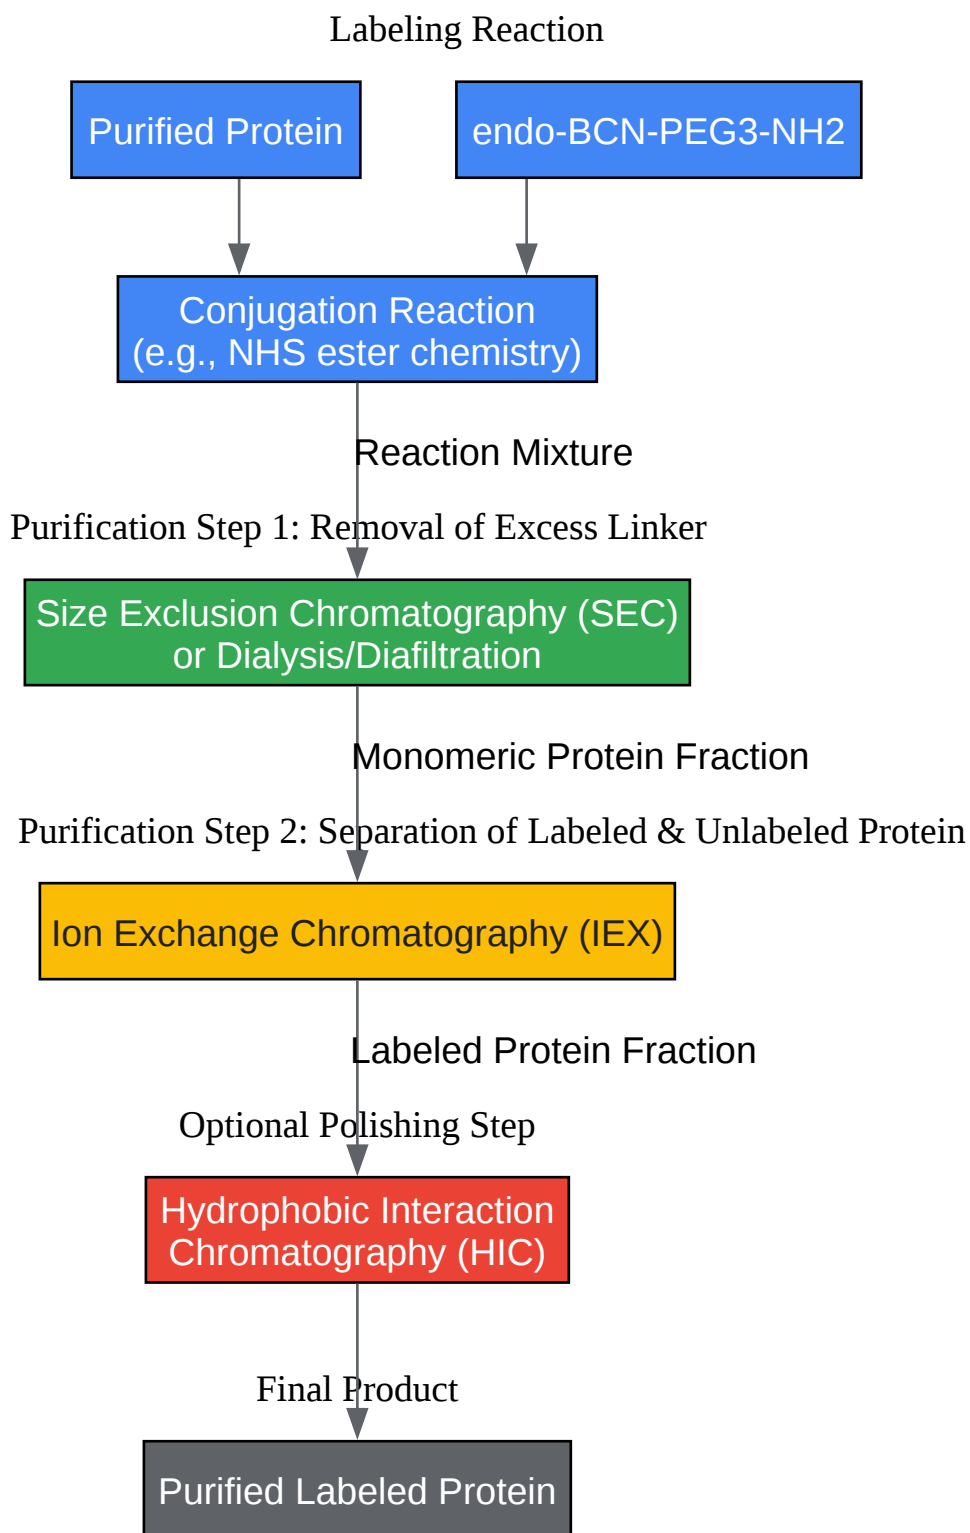 Labeling Reaction
Purified Protein
endo-BCN-PEG3-NH2
Conjugation Reaction
(e.g., NHS ester chemistry)
Reaction Mixture
Purification Step 1: Removal of Excess Linker
Size Exclusion Chromatography (SEC)
or Dialysis/Diafiltration
Monomeric Protein Fraction
Purification Step 2: Separation of Labeled & Unlabeled Protein
Ion Exchange Chromatography (IEX)
Labeled Protein Fraction
Optional Polishing Step
Hydrophobic Interaction
Chromatography (HIC)
Final Product
Purified Labeled Protein